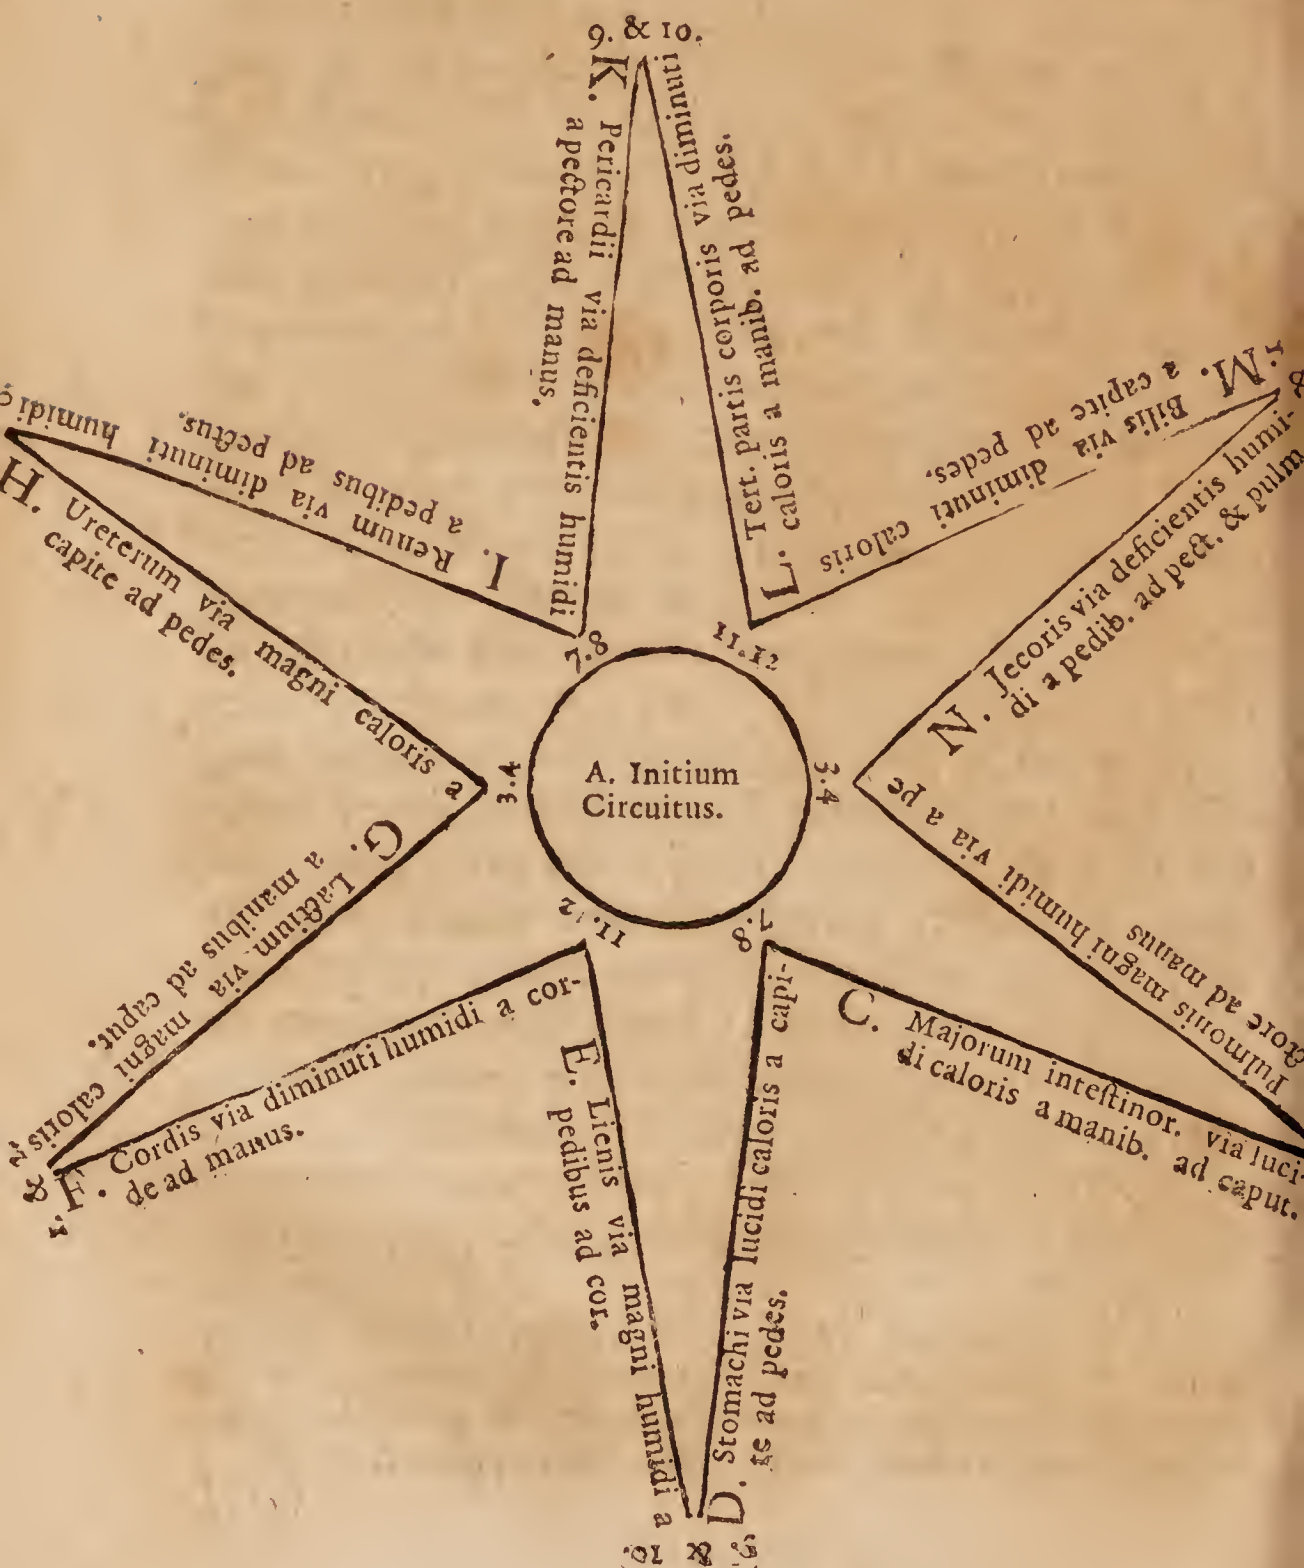 A. Initium
Circuitus.
9. & 10.
K. Pericardii via deficientis humidi
a pectore ad manus.
L. Tert. partis corporis via diminuti
caloris a manib. ad pedes.
11.12
M. Bilis via diminuti caloris
a capite ad pedes.
N. Jecoris via deficientis humi-
di a pedib. ad pect. & pulm
3.4
Pulmonis magni humidi via a pe
ctore ad manus
C. Majorum inteſtinor. via luci-
di caloris a manib. ad caput.
7.8
D. Stomachi via lucidi caloris a capi-
te ad pedes.
E. Lienis via magni humidi a
pedibus ad cor.
11.12
F. Cordis via diminuti humidi a cor-
de ad manus.
1. & 2.
G. Lactium via magni caloris
a manibus ad caput.
3.4
H. Ureterum via magni caloris a
capite ad pedes.
I. Renum via diminuti humidi
a pedibus ad pectus.
7.8